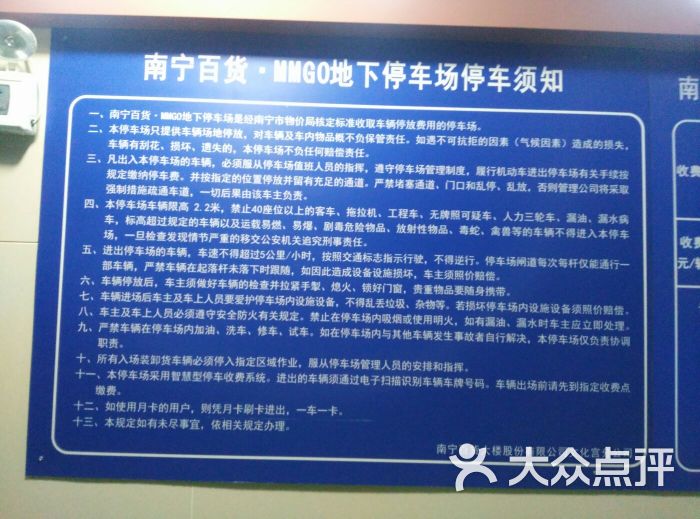 南宁百货·MMGO地下停车场停车须知
一、南宁百货·MMGO地下停车场是经南宁市物价局核定标准收取车辆停放费用的停车场。
二、本停车场只提供车辆场地停放，对车辆及车内物品概不负保管责任。如遇不可抗拒的因素（气候因素）造成的损失，
车辆有刮花、损坏、遗失的，本停车场不负任何赔偿责任。
三、凡出入本停车场的车辆，必须服从停车场值班人员的指挥，遵守停车场管理制度，履行机动车进出停车场有关手续按
规定缴纳停车费。并按指定的位置停放并留有充足的通道。严禁堵塞通道、门口和乱停、乱放，否则管理公司将采取
强制措施疏通车道，一切后果由该车主负责。
四、本停车场车辆限高 2.2米，禁止40座位以上的客车、拖拉机、工程车、无牌照可疑车、人力三轮车、漏油、漏水病
车，标高超过规定的车辆以及运载易燃、易爆、剧毒危险物品、放射性物品、毒蛇、禽兽等的车辆不得进入本停车
场，一旦检查发现情节严重的移交公安机关追究刑事责任。
五、进出停车场的车辆，车速不得超过5公里/小时，按照交通标志指示行驶，不得逆行。停车场闸道每次每杆仅能通行一
部车辆，严禁车辆在起落杆未落下时跟随，如因此造成设备设施损坏，车主须照价赔偿。
六、车辆停放后，车主须做好车辆的检查并拉紧手掣、熄火、锁好门窗，贵重物品要随身携带。
七、车辆进场后车主及车上人员要爱护停车场内设施设备，不得乱丢垃圾、杂物等。若损坏停车场内设施设备须照价赔偿。
八、车主及车上人员必须遵守安全防火有关规定。禁止在停车场内吸烟或使用明火，如有漏油、漏水时车主应立即处理。
九、严禁车辆在停车场内加油、洗车、修车、试车。如在停车场内与其他车辆发生事故者自行解决，本停车场仅负责协调
职责。
十、所有入场装卸货车辆必须停入指定区域作业，服从停车场管理人员的安排和指挥。
十一、本停车场采用智慧型停车收费系统。进出的车辆须通过电子扫描识别车辆车牌号码。车辆出场前请先到指定收费点
缴费。
十二、如使用月卡的用户，则凭月卡刷卡进出，一车一卡。
十三、本规定如有未尽事宜，依相关规定办理。
大楼股份有限公司
大众点评
南
收费
收费
元/辆